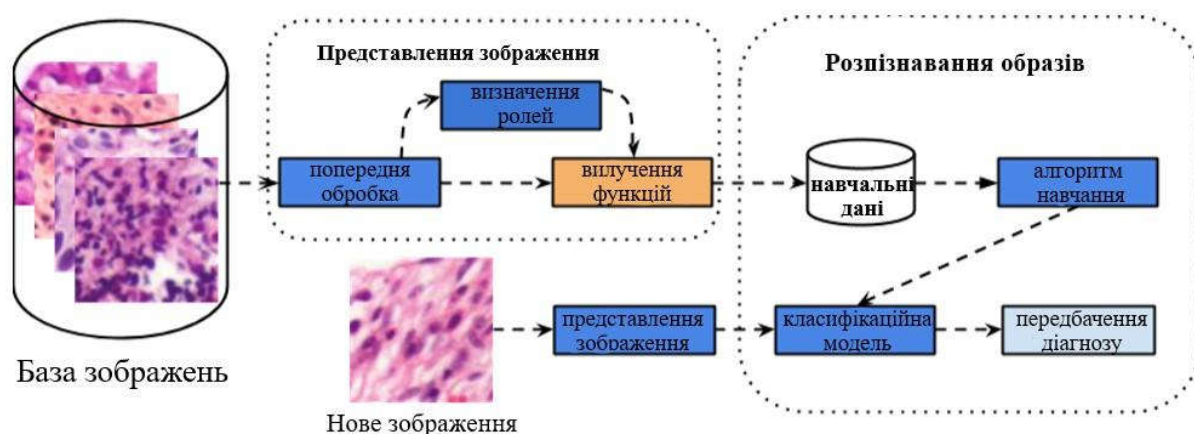 Представлення зображення
Розпізнавання образів
визначення
ролей
попередня
обробка
вилучення
функцій
навчальні
дані
алгоритм
навчання
База зображень
Нове зображення
представлення
зображення
класифікаційна
модель
передбачення
діагнозу